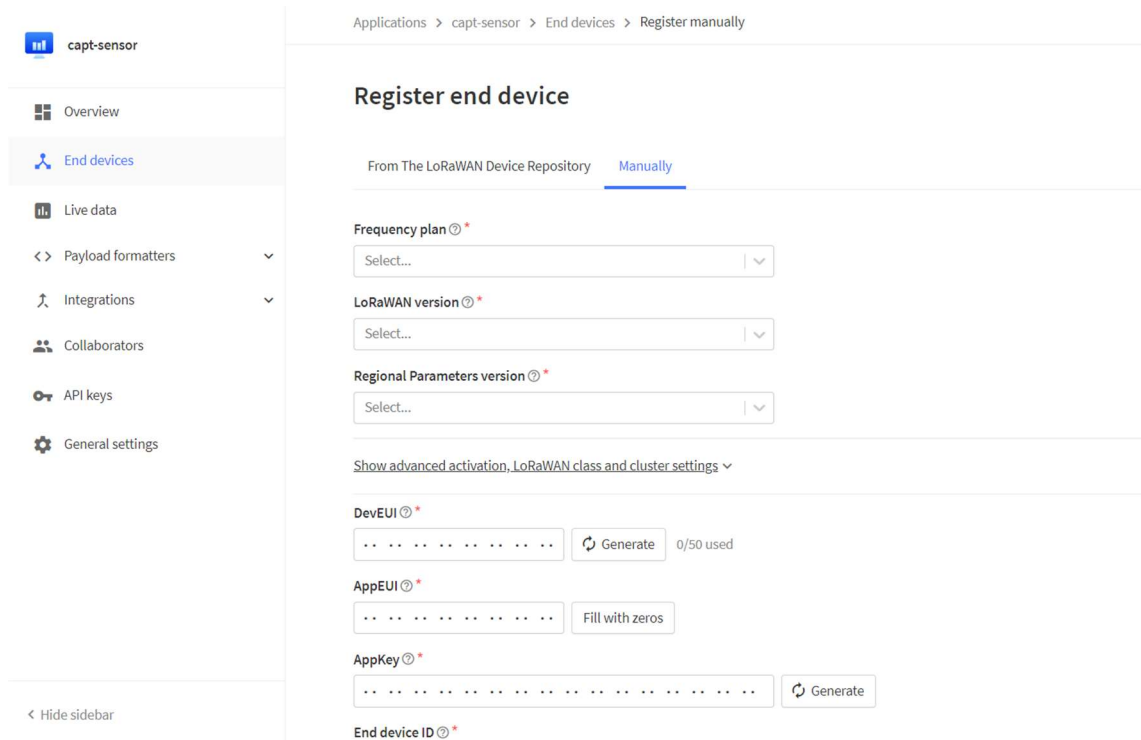 capt-sensor
Overview
End devices
Live data
Payload formatters
Integrations
Collaborators
API keys
General settings
< Hide sidebar
Applications > capt-sensor > End devices > Register manually
Register end device
From The LoRaWAN Device Repository Manually
Frequency plan *
Select...
LoRaWAN version *
Select...
Regional Parameters version *
Select...
Show advanced activation, LoRaWAN class and cluster settings
DevEUI *
.. .. .. .. .. .. .. .. Generate 0/50 used
AppEUI *
.. .. .. .. .. .. .. .. Fill with zeros
AppKey *
.. .. .. .. .. .. .. .. .. .. .. .. .. .. .. .. Generate
End device ID *